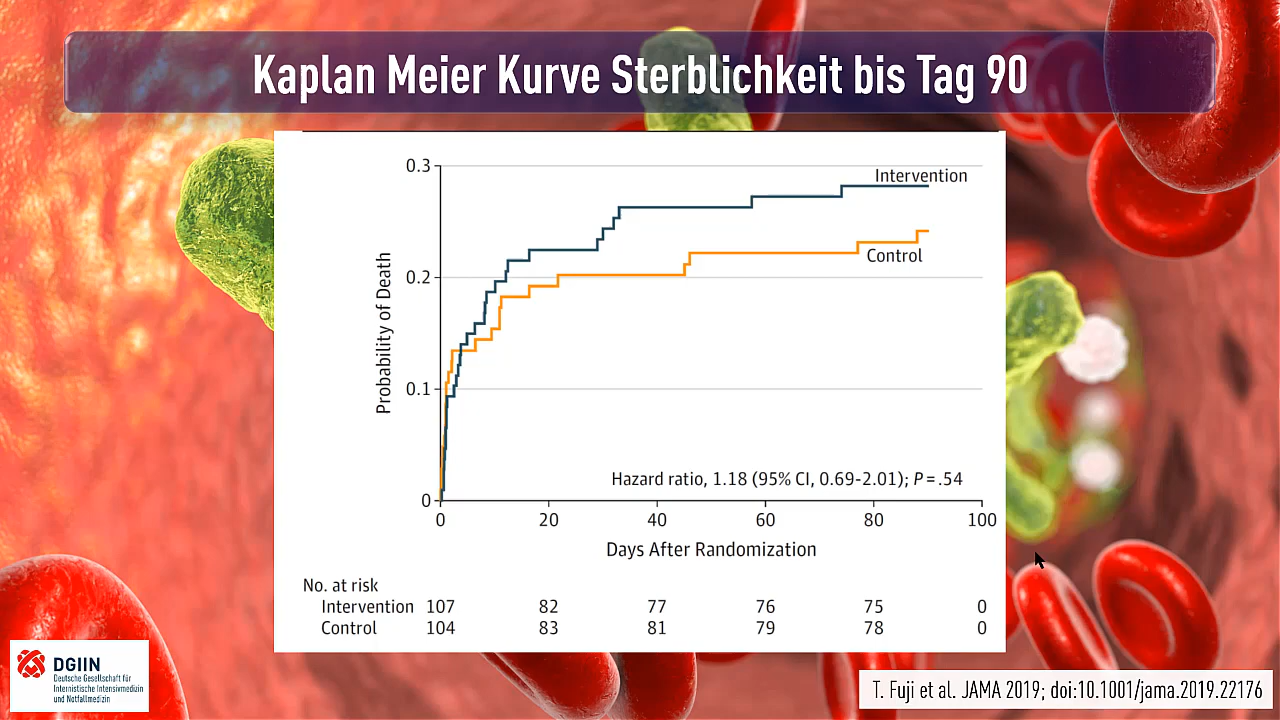 Kaplan Meier Kurve Sterblichkeit bis Tag 90
0.3
Intervention
Control
0.2
Probability of Death
0.1
Hazard ratio, 1.18 (95% CI, 0.69-2.01); P = .54
0
0 20 40 60 80 100
Days After Randomization
No. at risk
Intervention 107 82 77 76 75 0
Control 104 83 81 79 78 0
DGIIN
Deutsche Gesellschaft für
Internistische Intensivmedizin
und Notfallmedizin
T. Fuji et al. JAMA 2019; doi:10.1001/jama.2019.22176